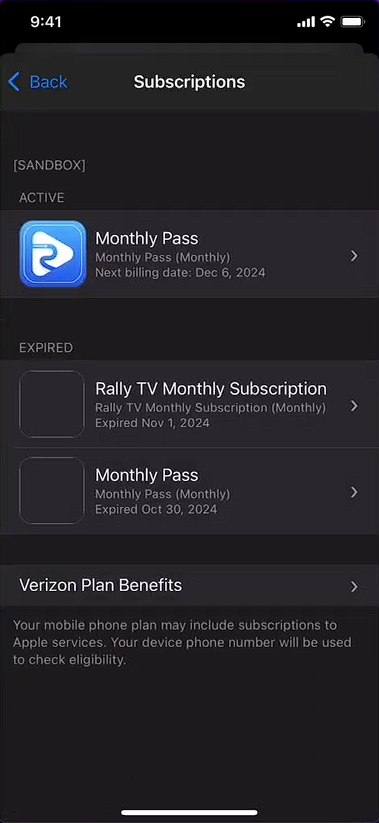 9:41
Back
Subscriptions
[SANDBOX]
ACTIVE
Monthly Pass
Monthly Pass (Monthly)
Next billing date: Dec 6, 2024
EXPIRED
Rally TV Monthly Subscription
Rally TV Monthly Subscription (Monthly)
Expired Nov 1, 2024
Monthly Pass
Monthly Pass (Monthly)
Expired Oct 30, 2024
Verizon Plan Benefits
Your mobile phone plan may include subscriptions to
Apple services. Your device phone number will be used
to check eligibility.